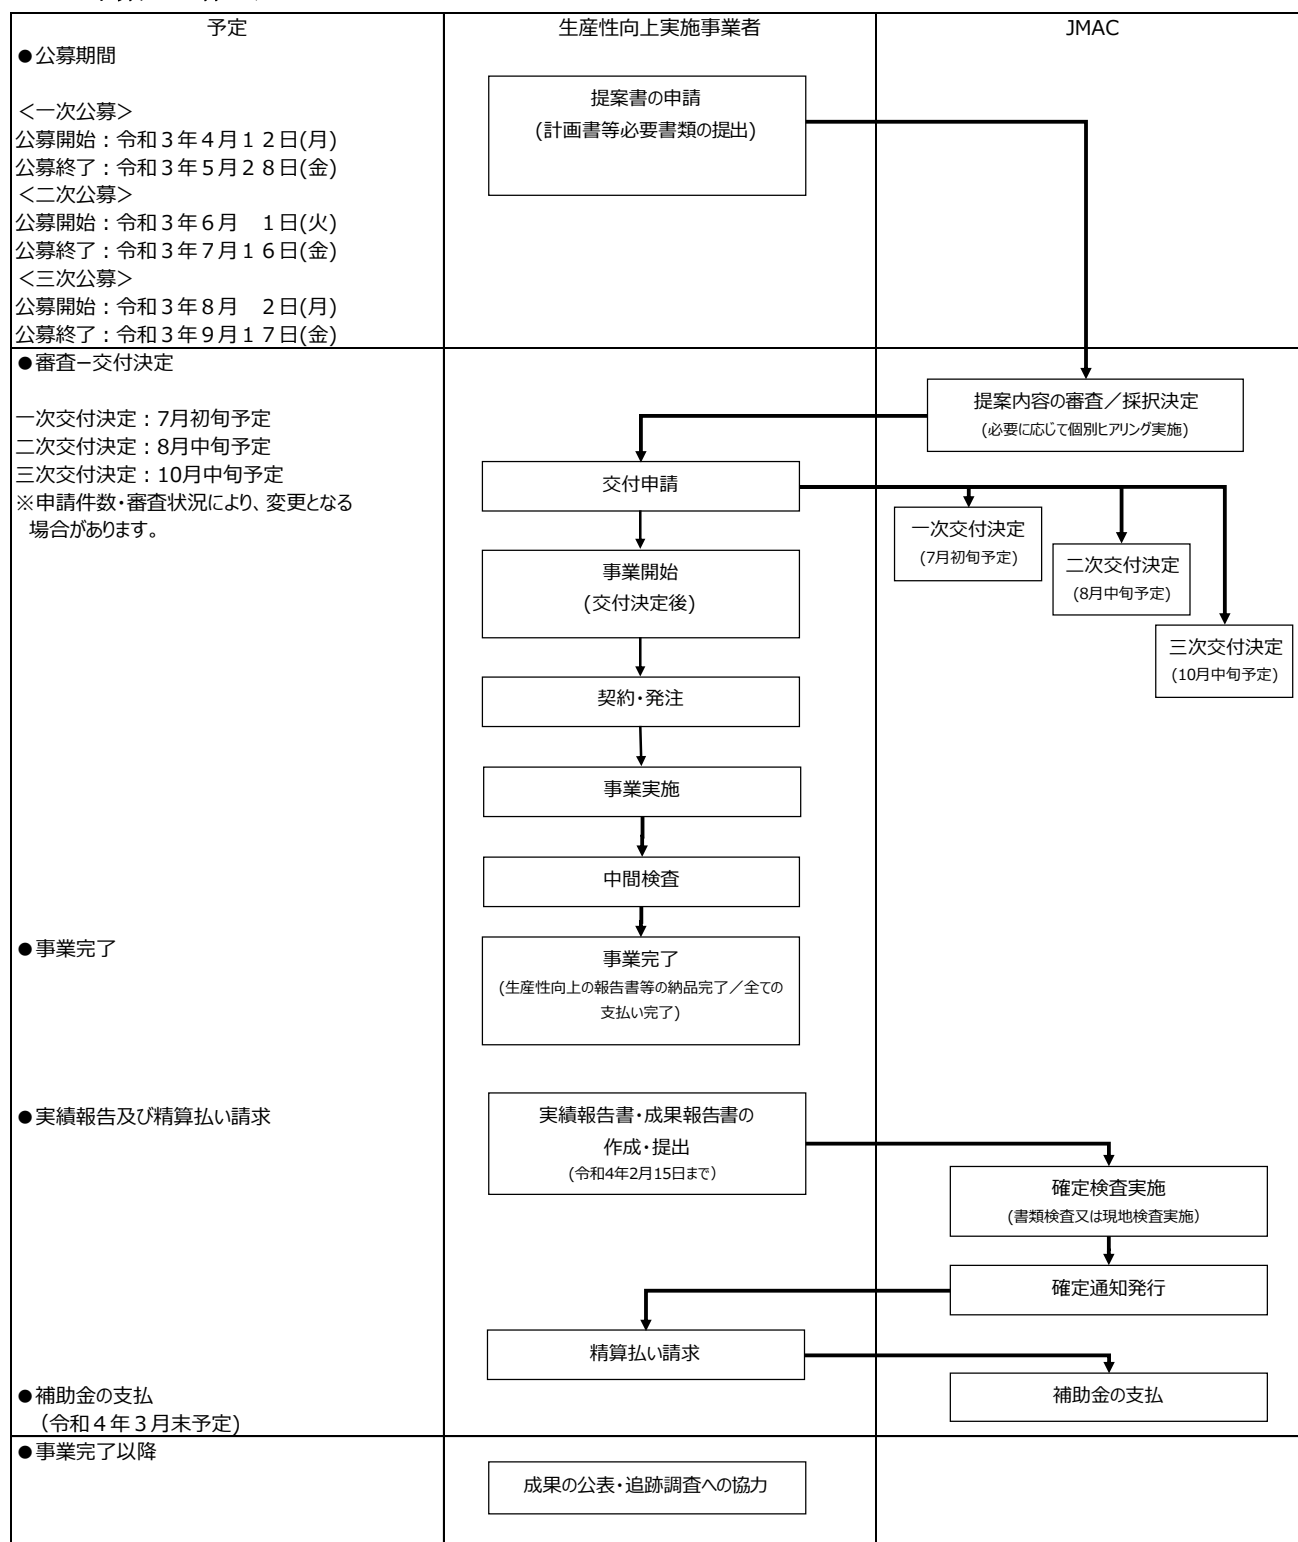 予定
生産性向上実施事業者
JMAC
●公募期間
＜一次公募＞
公募開始：令和３年４月１２日(月)
公募終了：令和３年５月２８日(金)
＜二次公募＞
公募開始：令和３年６月　１日(火)
公募終了：令和３年７月１６日(金)
＜三次公募＞
公募開始：令和３年８月　２日(月)
公募終了：令和３年９月１７日(金)
提案書の申請
(計画書等必要書類の提出)
●審査−交付決定
一次交付決定：7月初旬予定
二次交付決定：8月中旬予定
三次交付決定：10月中旬予定
※申請件数・審査状況により、変更となる
場合があります。
提案内容の審査／採択決定
(必要に応じて個別ヒアリング実施)
交付申請
一次交付決定
(7月初旬予定)
二次交付決定
(8月中旬予定)
三次交付決定
(10月中旬予定)
事業開始
(交付決定後)
契約・発注
事業実施
中間検査
●事業完了
事業完了
(生産性向上の報告書等の納品完了／全ての
支払い完了)
●実績報告及び精算払い請求
実績報告書・成果報告書の
作成・提出
(令和4年2月15日まで）
確定検査実施
(書類検査又は現地検査実施）
確定通知発行
精算払い請求
●補助金の支払
（令和４年３月末予定)
補助金の支払
●事業完了以降
成果の公表・追跡調査への協力